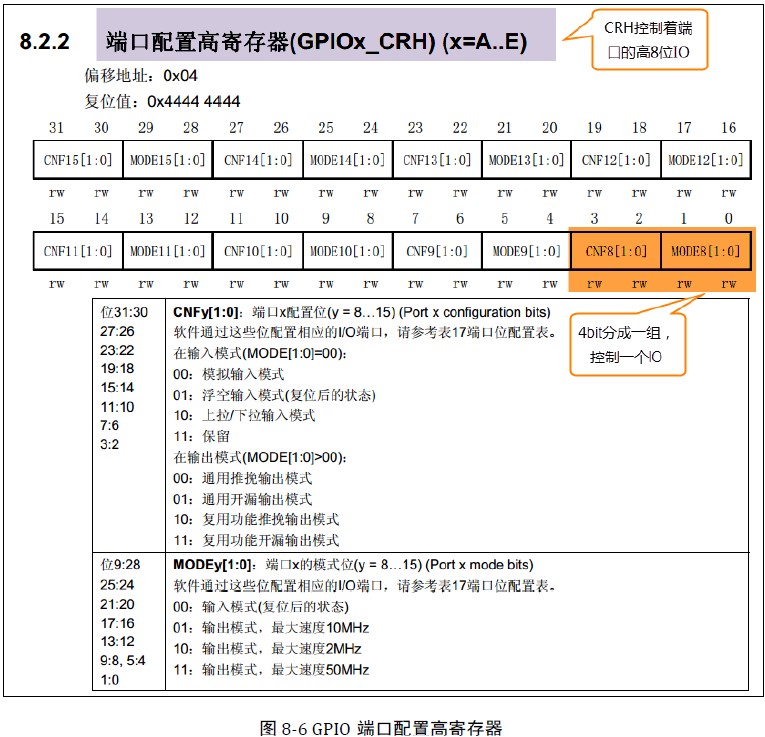 8.2.2 端口配置高寄存器(GPIOx_CRH) (x=A..E)
CRH控制着端
口的高8位IO
偏移地址：0x04
复位值：0x4444 4444
31 30 29 28 27 26 25 24 23 22 21 20 19 18 17 16
CNF15[1:0] MODE15[1:0] CNF14[1:0] MODE14[1:0] CNF13[1:0] MODE13[1:0] CNF12[1:0] MODE12[1:0]
rw rw rw rw rw rw rw rw rw rw rw rw rw rw rw rw
15 14 13 12 11 10 9 8 7 6 5 4 3 2 1 0
CNF11[1:0] MODE11[1:0] CNF10[1:0] MODE10[1:0] CNF9[1:0] MODE9[1:0] CNF8[1:0] MODE8[1:0]
rw rw rw rw rw rw rw rw rw rw rw rw rw rw rw rw
4bit分成一组，
控制一个IO
位31:30
27:26
23:22
19:18
15:14
11:10
7:6
3:2
CNFy[1:0]：端口x配置位(y = 8…15) (Port x configuration bits)
软件通过这些位配置相应的I/O端口，请参考表17端口位配置表。
在输入模式(MODE[1:0]=00)：
00：模拟输入模式
01：浮空输入模式(复位后的状态)
10：上拉/下拉输入模式
11：保留
在输出模式(MODE[1:0]>00)：
00：通用推挽输出模式
01：通用开漏输出模式
10：复用功能推挽输出模式
11：复用功能开漏输出模式
位9:28
25:24
21:20
17:16
13:12
9:8, 5:4
1:0
MODEy[1:0]：端口x的模式位(y = 8…15) (Port x mode bits)
软件通过这些位配置相应的I/O端口，请参考表17端口位配置表。
00：输入模式(复位后的状态)
01：输出模式，最大速度10MHz
10：输出模式，最大速度2MHz
11：输出模式，最大速度50MHz
图 8-6 GPIO 端口配置高寄存器